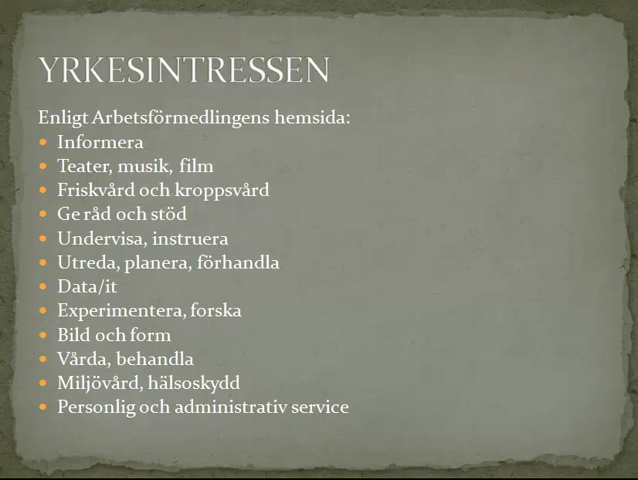 YRKESINTRESSEN
Enligt Arbetsförmedlingens hemsida:
• Informera
• Teater, musik, film
• Friskvård och kroppsvård
• Ge råd och stöd
• Undervisa, instruera
• Utreda, planera, förhandla
• Data/it
• Experimentera, forska
• Bild och form
• Vårda, behandla
• Miljövård, hälsoskydd
• Personlig och administrativ service